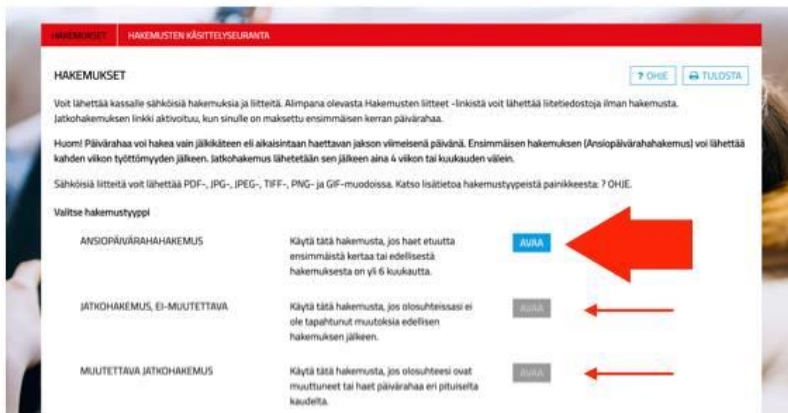 HAKEMUKSET HAKEMUSTEN KÄSITTELYSEURANTA
HAKEMUKSET ? OHJE TULOSTA
Voit lähettää kassalle sähköisiä hakemuksia ja liitteitä. Alimpana olevasta Hakemusten liitteet -linkistä voit lähettää liitetiedostoja ilman hakemusta.
Jatkohakemuksen linkki aktivoituu, kun sinulle on maksettu ensimmäisen kerran päivärahaa.
Huom! Päivärahaa voi hakea vain jälkikäteen eli aikaisintaan haettavan jakson viimeisenä päivänä. Ensimmäisen hakemuksen (Ansiopäivärahahakemus) voi lähettää
kahden viikon työttömyyden jälkeen. Jatkohakemus lähetetään sen jälkeen aina 4 viikon tai kuukauden välein.
Sähköisiä liitteitä voit lähettää PDF-, JPG-, JPEG-, TIFF-, PNG- ja GIF-muodoissa. Katso lisätietoa hakemustyypeistä painikkeesta: ? OHJE.
Valitse hakemustyyppi
ANSIOPÄIVÄRAHAHAKEMUS Käytä tätä hakemusta, jos haet etuutta AVAA
ensimmäistä kertaa tai edellisestä
hakemuksesta on yli 6 kuukautta.
JATKOHAKEMUS, EI-MUUTETTAVA Käytä tätä hakemusta, jos olosuhteissasi ei AVAA
ole tapahtunut muutoksia edellisen
hakemuksen jälkeen.
MUUTETTAVA JATKOHAKEMUS Käytä tätä hakemusta, jos olosuhteesi ovat AVAA
muuttuneet tai haet päivärahaa eri pituiselta
kaudelta.